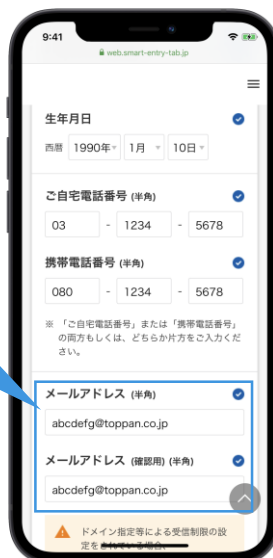 9:41
web.smart-entry-tab.jp
生年月日
西暦 1990年 1月 10日
ご自宅電話番号 (半角)
03 - 1234 - 5678
携帯電話番号 (半角)
080 - 1234 - 5678
※ 「ご自宅電話番号」または「携帯電話番号」
の両方もしくは、どちらか片方をご入力くだ
さい。
メールアドレス (半角)
abcdefg@toppan.co.jp
メールアドレス (確認用) (半角)
abcdefg@toppan.co.jp
ドメイン指定等による受信制限の設
定を